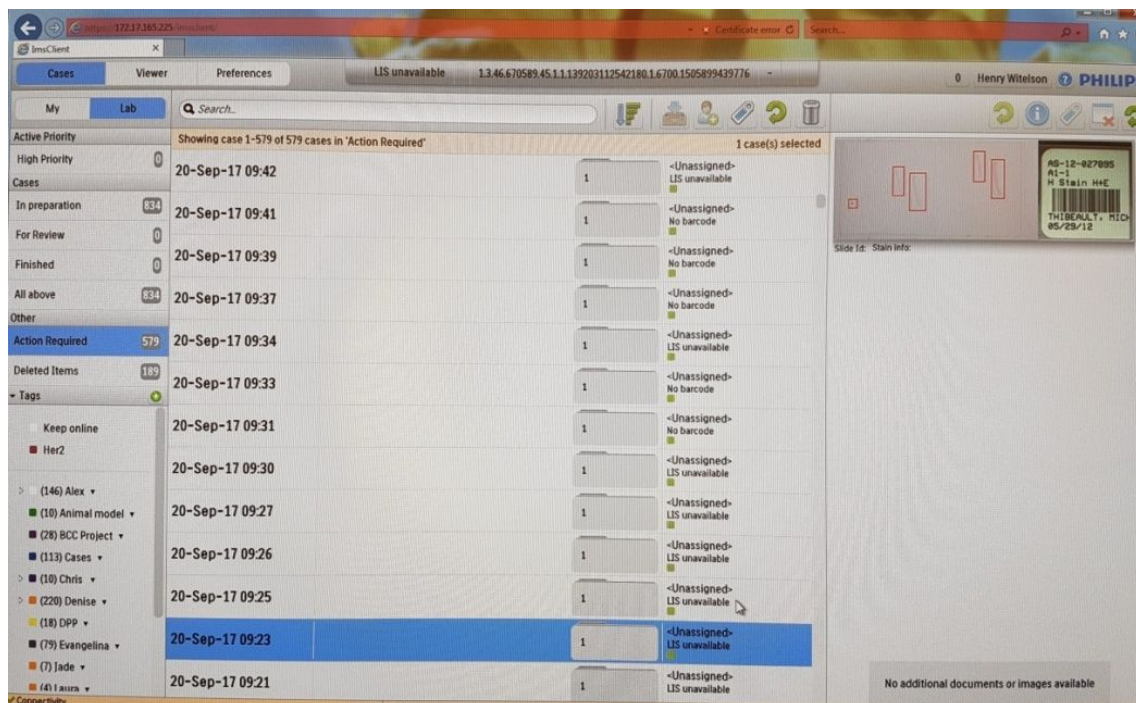 https://172.17.165.225/imsclient/
Certificate error
Search...
ImsClient
Cases
Viewer
Preferences
LIS unavailable
1.3.46.670589.45.1.1.139203112542180.1.6700.1505899439776
0
Henry Witelson
PHILIP
My
Lab
Search...
Active Priority
High Priority 0
Cases
In preparation 834
For Review 0
Finished 0
All above 834
Other
Action Required 579
Deleted Items 189
Tags
Keep online
Her2
(146) Alex
(10) Animal model
(28) BCC Project
(113) Cases
(10) Chris
(220) Denise
(18) DPP
(79) Evangelina
(7) Jade
(4) Laura
Connectivity
Showing case 1-579 of 579 cases in 'Action Required'
1 case(s) selected
20-Sep-17 09:42
1
<Unassigned>
LIS unavailable
20-Sep-17 09:41
1
<Unassigned>
No barcode
20-Sep-17 09:39
1
<Unassigned>
No barcode
20-Sep-17 09:37
1
<Unassigned>
No barcode
20-Sep-17 09:34
1
<Unassigned>
LIS unavailable
20-Sep-17 09:33
1
<Unassigned>
No barcode
20-Sep-17 09:31
1
<Unassigned>
No barcode
20-Sep-17 09:30
1
<Unassigned>
LIS unavailable
20-Sep-17 09:27
1
<Unassigned>
LIS unavailable
20-Sep-17 09:26
1
<Unassigned>
LIS unavailable
20-Sep-17 09:25
1
<Unassigned>
LIS unavailable
20-Sep-17 09:23
1
<Unassigned>
LIS unavailable
20-Sep-17 09:21
1
<Unassigned>
LIS unavailable
AS-12-027895
A1-1
H Stain H+E
THIBEAULT, MICH
05/29/12
Slide Id: Stain info:
No additional documents or images available